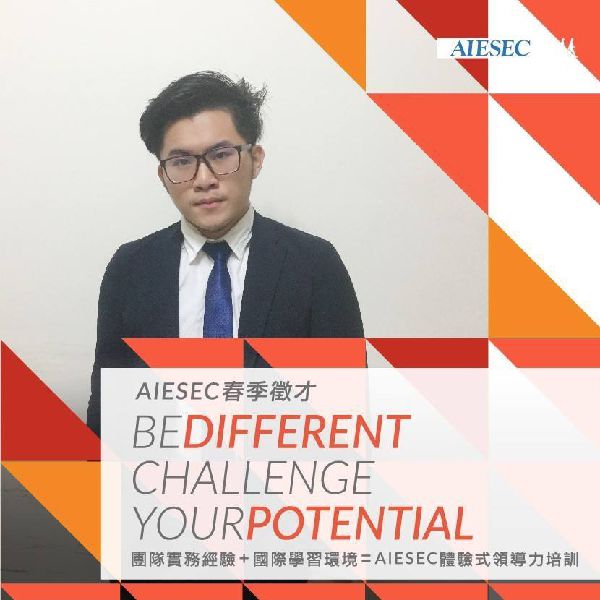 AIESEC
AIESEC春季徵才
BEDIFFERENT
CHALLENGE
YOURPOTENTIAL
團隊實務經驗+國際學習環境=AIESEC體驗式領導力培訓